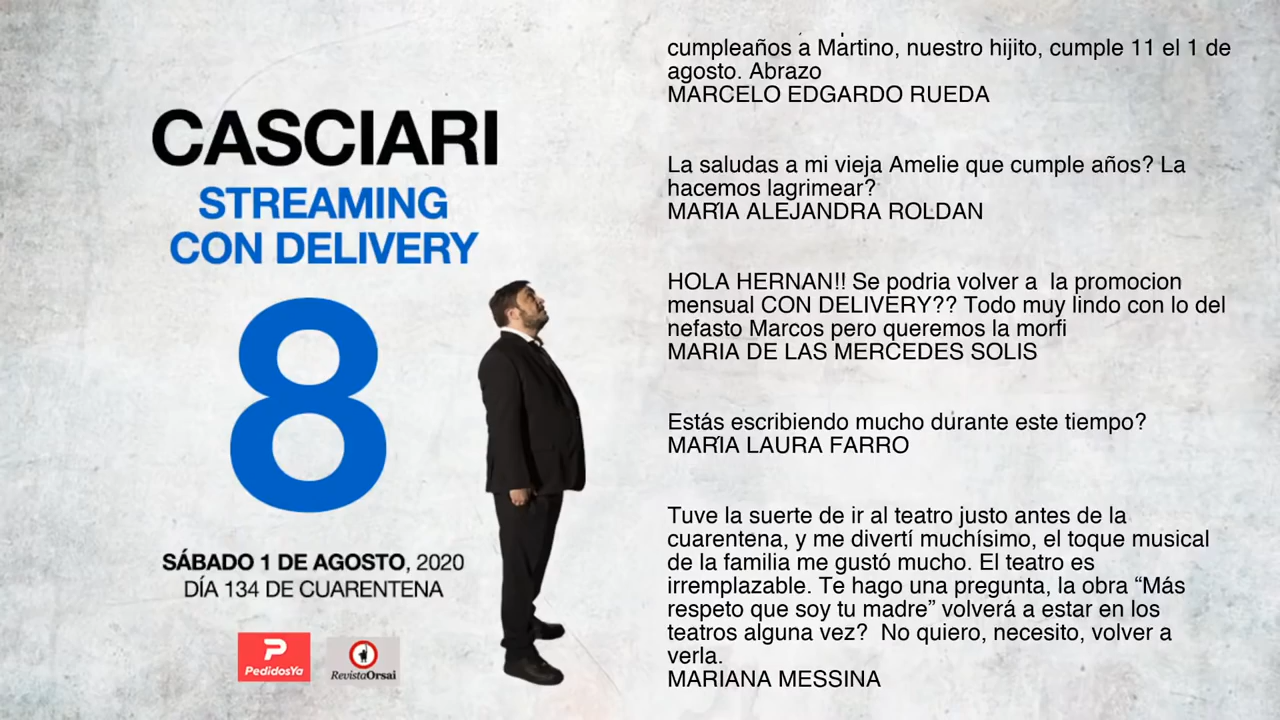 CASCIARI
STREAMING
CON DELIVERY
8
SÁBADO 1 DE AGOSTO, 2020
DÍA 134 DE CUARENTENA
PedidosYa
RevistaOrsai
cumpleaños a Martino, nuestro hijito, cumple 11 el 1 de
agosto. Abrazo
MARCELO EDGARDO RUEDA
La saludas a mi vieja Amelie que cumple años? La
hacemos lagrimear?
MARÍA ALEJANDRA ROLDAN
HOLA HERNAN!! Se podria volver a  la promocion
mensual CON DELIVERY?? Todo muy lindo con lo del
nefasto Marcos pero queremos la morfi
MARIA DE LAS MERCEDES SOLIS
Estás escribiendo mucho durante este tiempo?
MARÍA LAURA FARRO
Tuve la suerte de ir al teatro justo antes de la
cuarentena, y me divertí muchísimo, el toque musical
de la familia me gustó mucho. El teatro es
irremplazable. Te hago una pregunta, la obra “Más
respeto que soy tu madre” volverá a estar en los
teatros alguna vez?  No quiero, necesito, volver a
verla.
MARIANA MESSINA